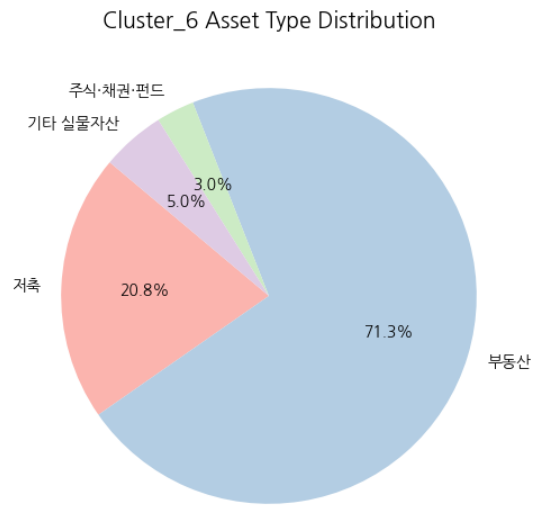 Cluster_6 Asset Type Distribution
주식·채권·펀드
기타 실물자산
3.0%
5.0%
저축
20.8%
71.3%
부동산